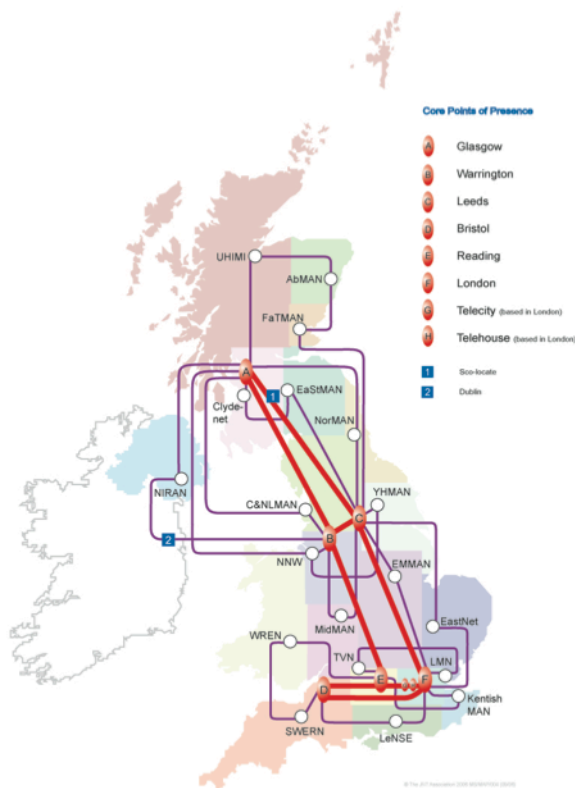 Core Points of Presence
A Glasgow
B Warrington
C Leeds
D Bristol
E Reading
F London
G Telecity (based in London)
H Telehouse (based in London)
1 Sco-locate
2 Dublin
UHIMI
AbMAN
FaTMAN
A
1
EaStMAN
Clyde-
net
NorMAN
NIRAN
C&NLMAN
YHMAN
C
B
2
NNW
EMMAN
MidMAN
EastNet
WREN
TVN
LMN
E
F
D
Kentish
MAN
SWERN
LeNSE